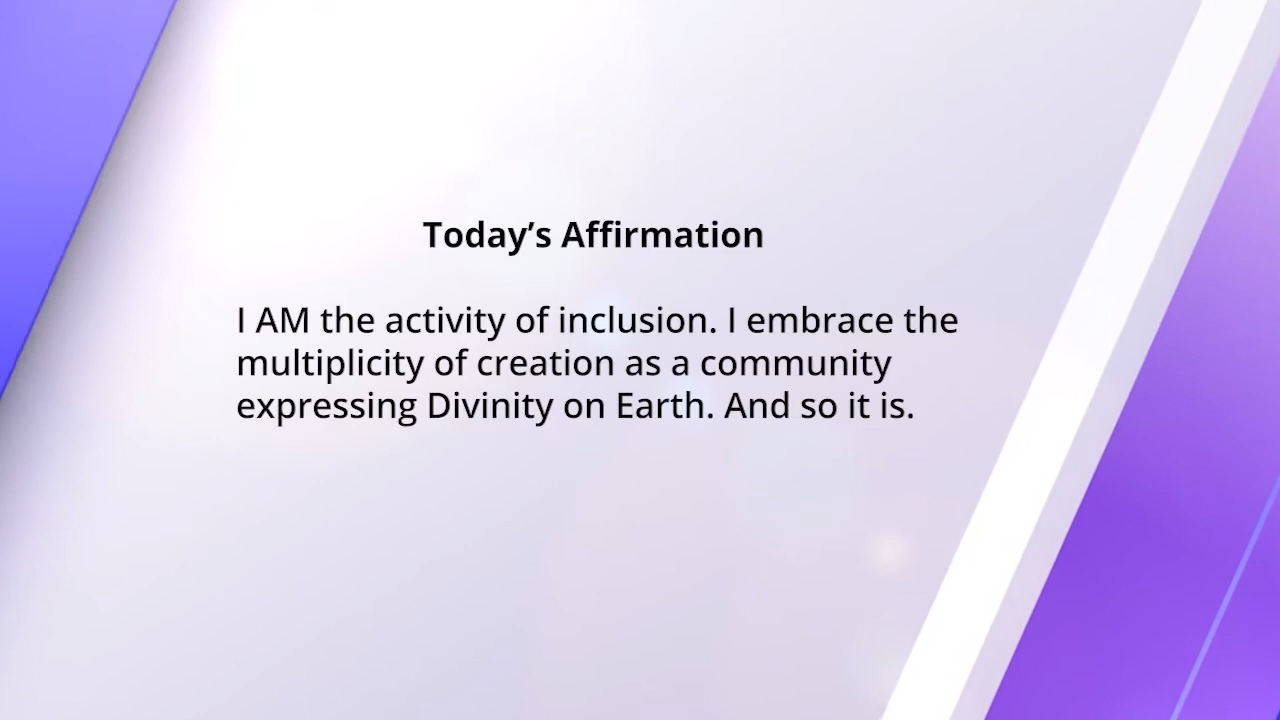 Today’s Affirmation
I AM the activity of inclusion. I embrace the
multiplicity of creation as a community
expressing Divinity on Earth. And so it is.